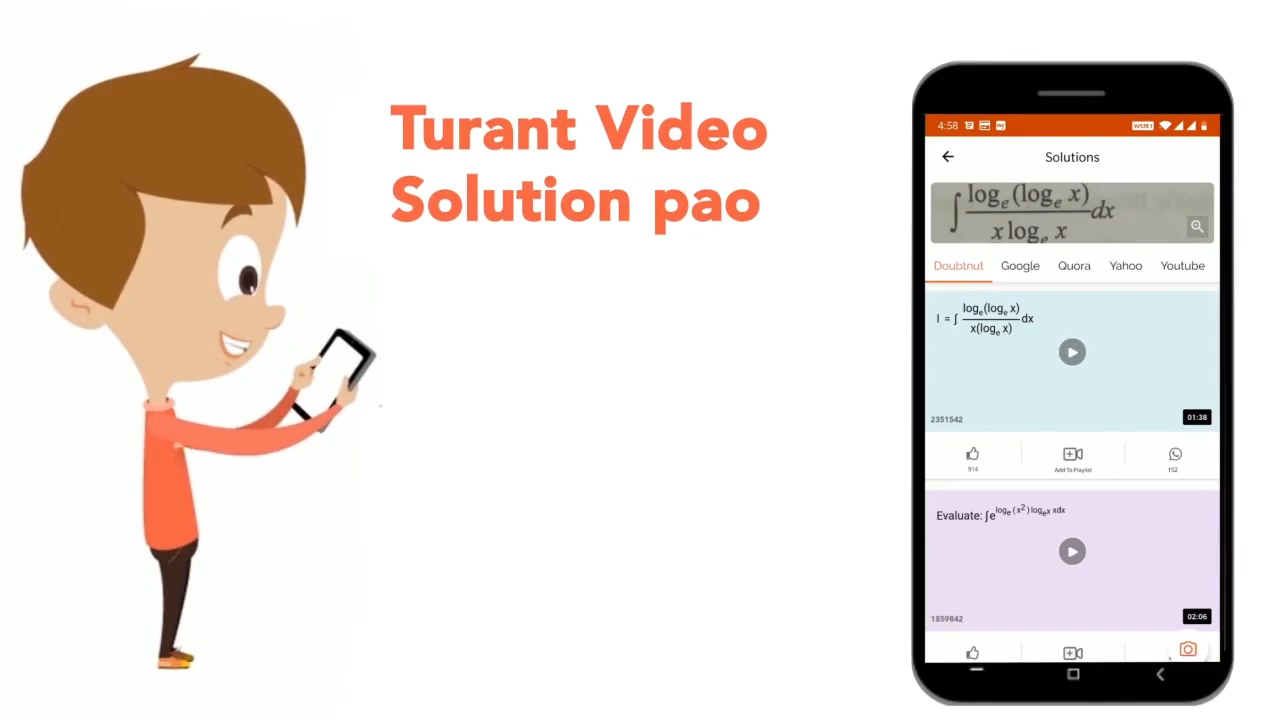 Turant Video
Solution pao
4:58
Solutions
∫ logₑ(logₑ x) / x logₑ x dx
Doubtnut Google Quora Yahoo Youtube
I = ∫ logₑ(logₑ x) / x(logₑ x) dx
2351542 01:38
914 Add To Playlist 152
Evaluate: ∫e^logₑ(x²)logₑx xdx
1859842 02:06